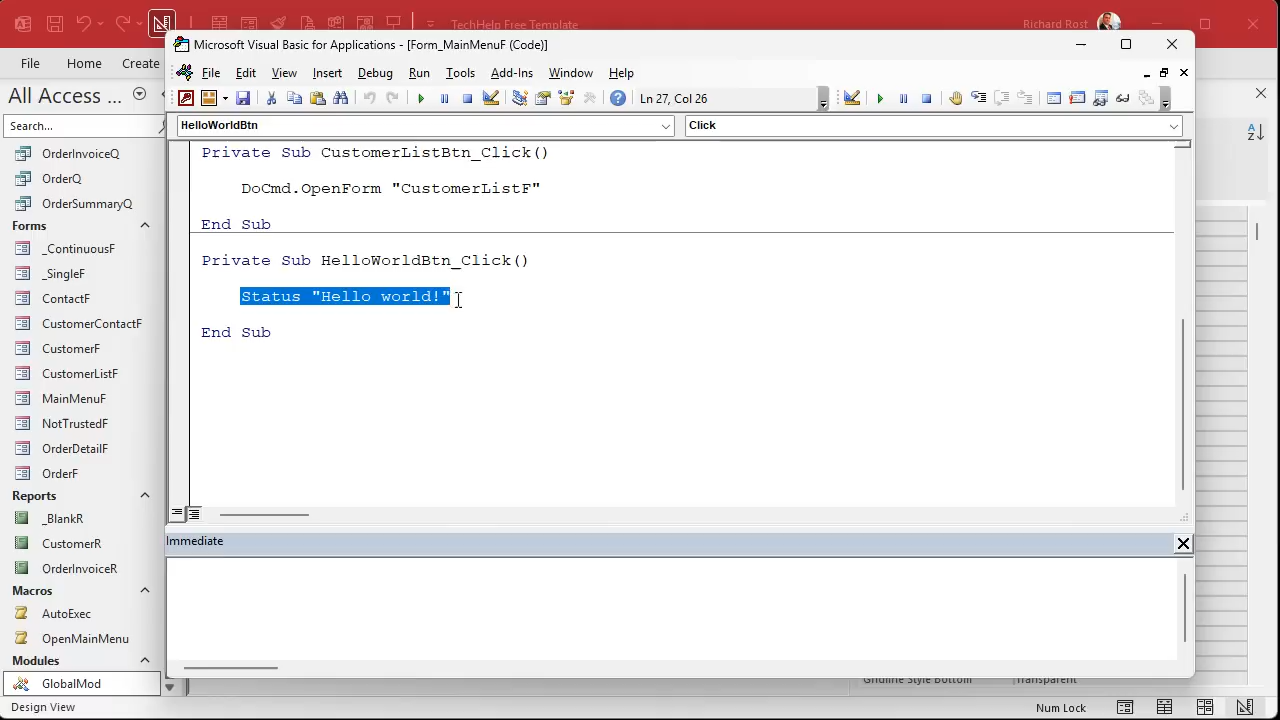 TechHelp Free Template
Richard Rost
File
Home
Create
Microsoft Visual Basic for Applications - [Form_MainMenuF (Code)]
File Edit View Insert Debug Run Tools Add-Ins Window Help
Ln 27, Col 26
HelloWorldBtn
Click
All Access ...
Search...
OrderInvoiceQ
OrderQ
OrderSummaryQ
Forms
_ContinuousF
_SingleF
ContactF
CustomerContactF
CustomerF
CustomerListF
MainMenuF
NotTrustedF
OrderDetailF
OrderF
Reports
_BlankR
CustomerR
OrderInvoiceR
Macros
AutoExec
OpenMainMenu
Modules
GlobalMod
Private Sub CustomerListBtn_Click()
DoCmd.OpenForm "CustomerListF"
End Sub
Private Sub HelloWorldBtn_Click()
Status "Hello world!"
End Sub
Immediate
Gridline Style Bottom
Transparent
Design View
Num Lock